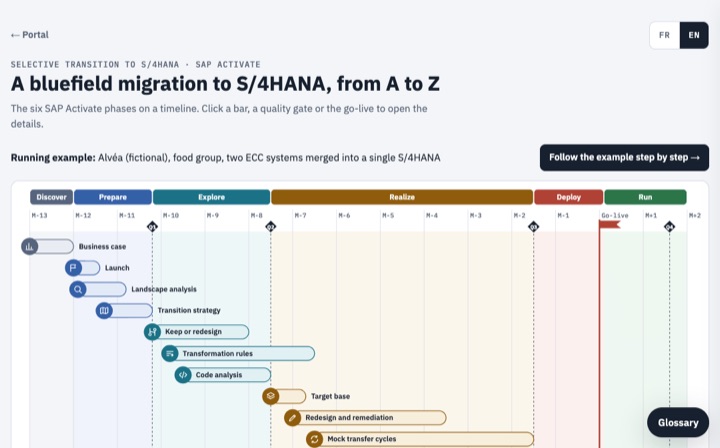 ← Portal
FR EN
SELECTIVE TRANSITION TO S/4HANA · SAP ACTIVATE
A bluefield migration to S/4HANA, from A to Z
The six SAP Activate phases on a timeline. Click a bar, a quality gate or the go-live to open the
details.
Running example: Alvéa (fictional), food group, two ECC systems merged into a single S/4HANA
Follow the example step by step →
Discover Prepare Explore Realize Deploy Run
M-13 M-12 M-11 M-10 M-9 M-8 M-7 M-6 M-5 M-4 M-3 M-2 M-1 Go-live M+1 M+2
Business case
Launch
Landscape analysis
Transition strategy
Keep or redesign
Transformation rules
Code analysis
Target base
Redesign and remediation
Mock transfer cycles
Glossary